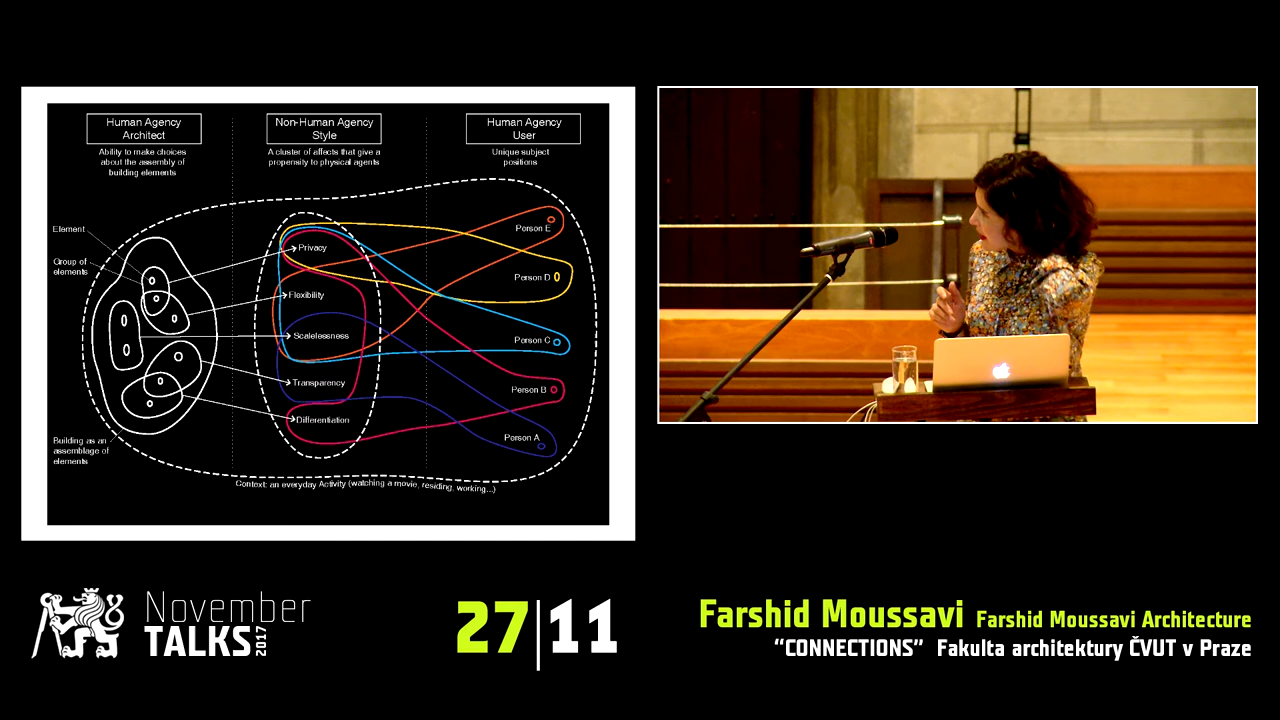 Human Agency
Architect
Ability to make choices
about the assembly of
building elements
Non-Human Agency
Style
A cluster of affects that give a
propensity to physical agents
Human Agency
User
Unique subject
positions
Element
Group of
elements
Building as an
assemblage of
elements
Privacy
Flexibility
Scalelessness
Transparency
Differentiation
Person E
Person D
Person C
Person B
Person A
Context: an everyday Activity (watching a movie, residing, working...)
November
TALKS 2017
27|11
Farshid Moussavi Farshid Moussavi Architecture
“CONNECTIONS” Fakulta architektury ČVUT v Praze